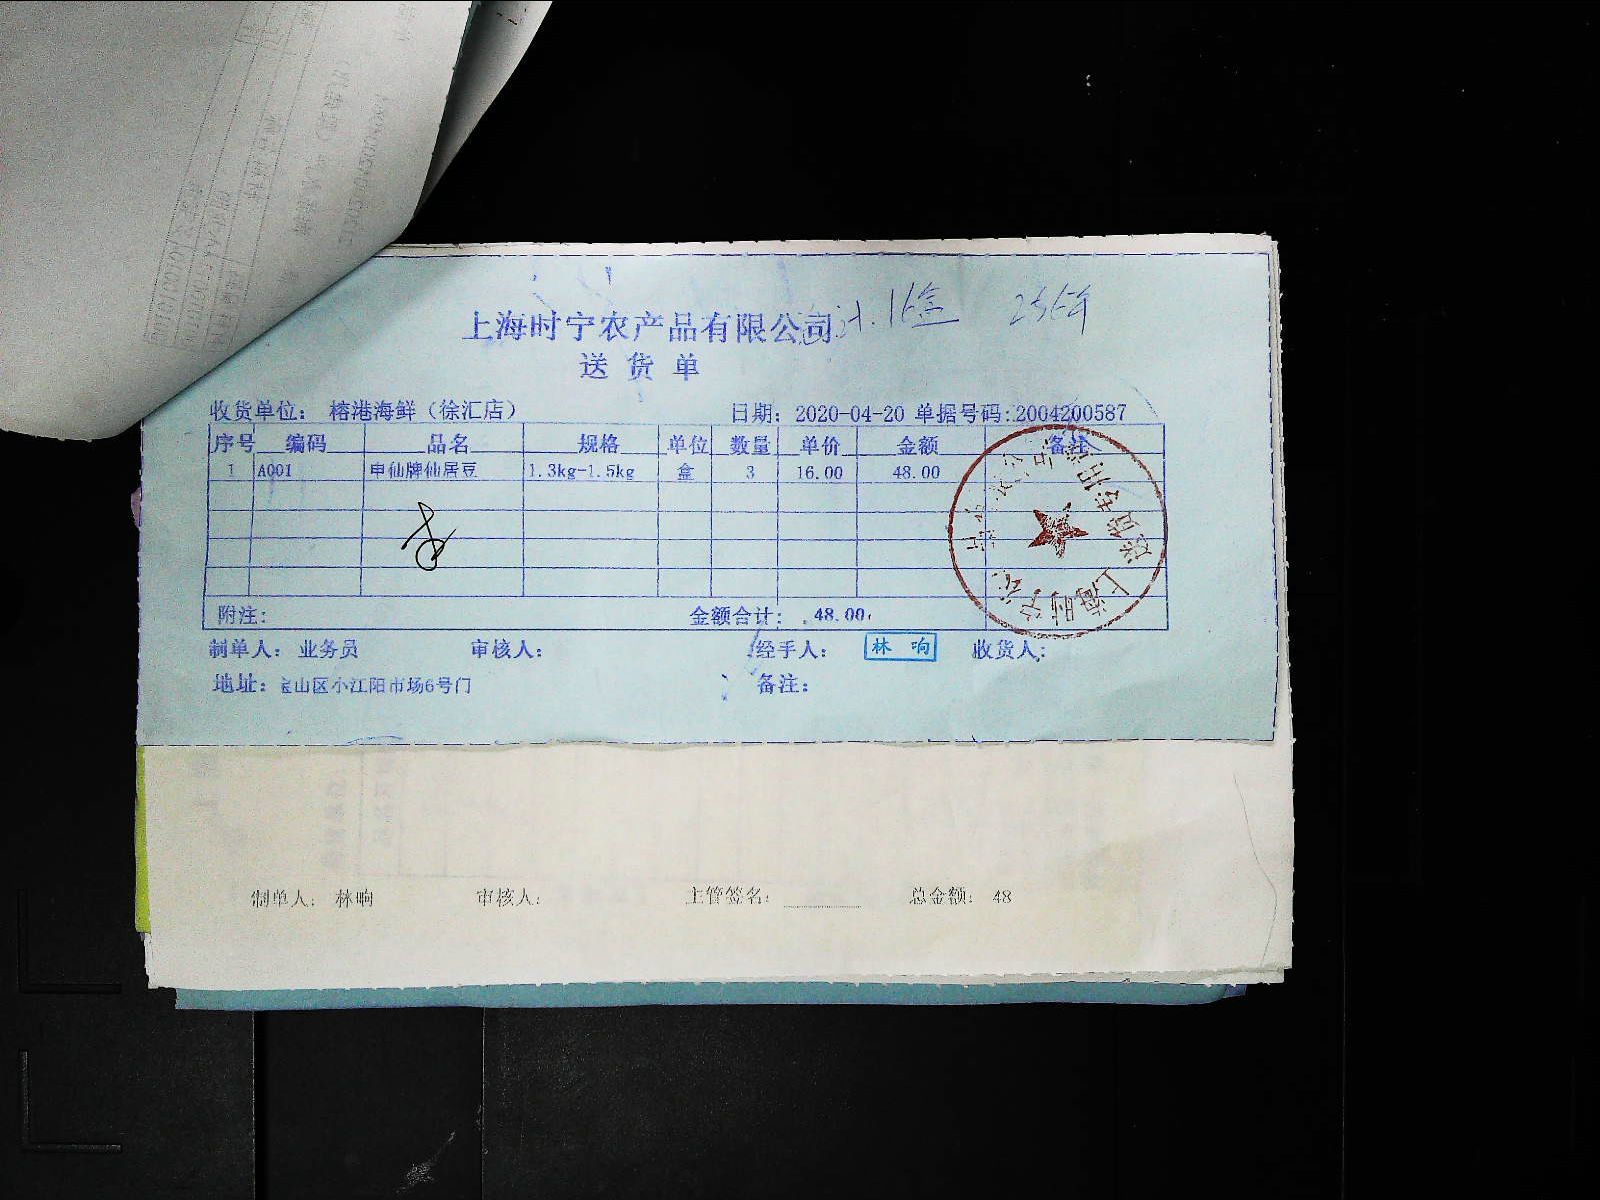 上海时宁农产品有限公司
送货单
收货单位： 榕港海鲜（徐汇店） 日期： 2020-04-20 单据号码:2004200587
序号 编码 品名 规格 单位 数量 单价 金额 备注
1 A001 申仙牌仙居豆 1.3kg-1.5kg 盒 3 16.00 48.00
附注: 金额合计: 48.00
制单人: 业务员 审核人: 经手人: 林响 收货人:
地址: 宝山区小江阳市场6号门 备注:
制单人: 林响 审核人: 主管签名: 总金额: 48